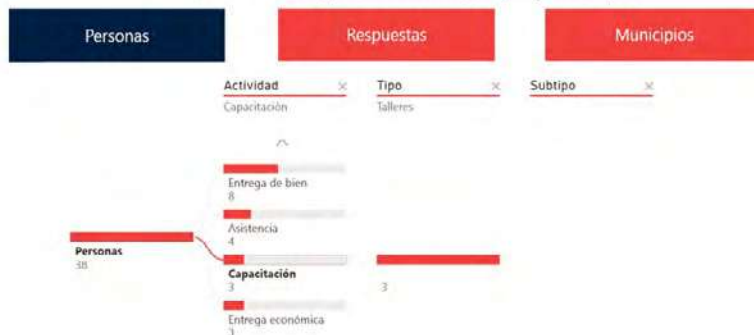 Personas
Respuestas
Municipios
Actividad ×
Tipo ×
Subtipo ×
Capacitación
Talleres
Entrega de bien
8
Asistencia
4
Personas
38
Capacitación
3
3
Entrega económica
3